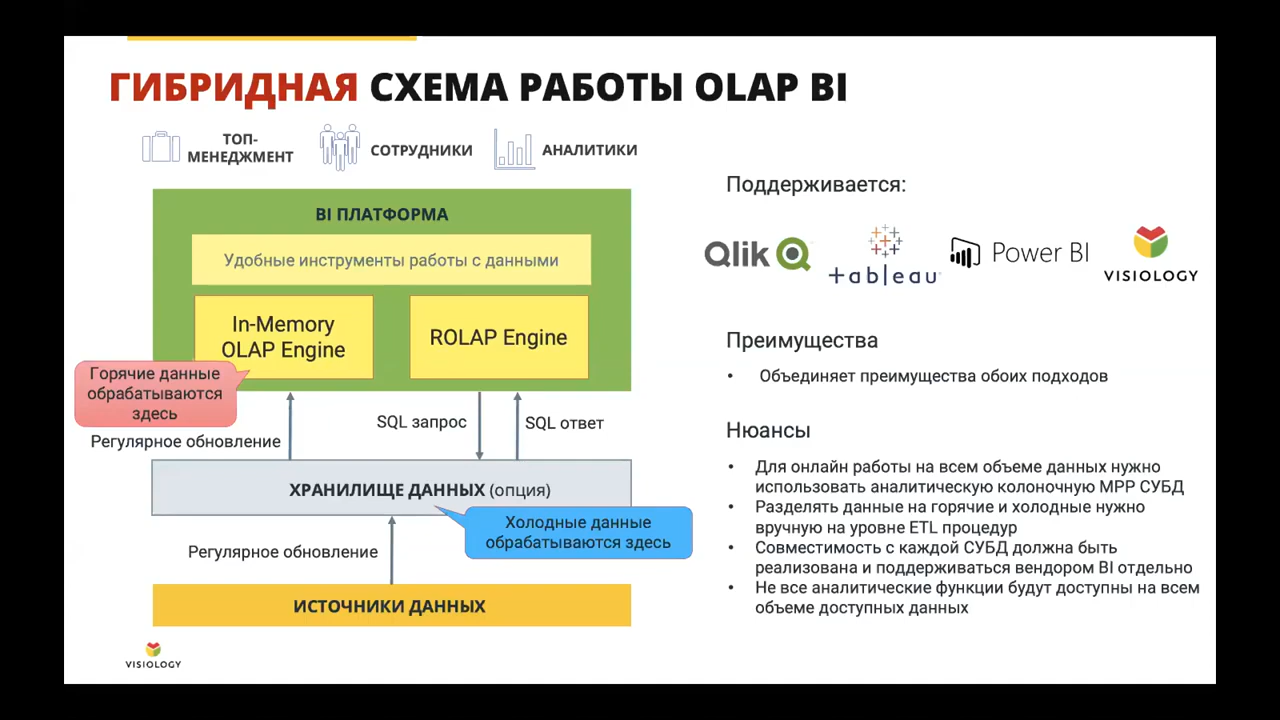 ГИБРИДНАЯ СХЕМА РАБОТЫ OLAP BI
ТОП-
МЕНЕДЖМЕНТ
СОТРУДНИКИ
АНАЛИТИКИ
BI ПЛАТФОРМА
Удобные инструменты работы с данными
In-Memory
OLAP Engine
ROLAP Engine
Горячие данные
обрабатываются
здесь
Регулярное обновление
SQL запрос
SQL ответ
ХРАНИЛИЩЕ ДАННЫХ (опция)
Холодные данные
обрабатываются здесь
Регулярное обновление
ИСТОЧНИКИ ДАННЫХ
VISIOLOGY
Поддерживается:
Qlik
tableau
Power BI
VISIOLOGY
Преимущества
• Объединяет преимущества обоих подходов
Нюансы
• Для онлайн работы на всем объеме данных нужно
использовать аналитическую колоночную MPP СУБД
• Разделять данные на горячие и холодные нужно
вручную на уровне ETL процедур
• Совместимость с каждой СУБД должна быть
реализована и поддерживаться вендором BI отдельно
• Не все аналитические функции будут доступны на всем
объеме доступных данных